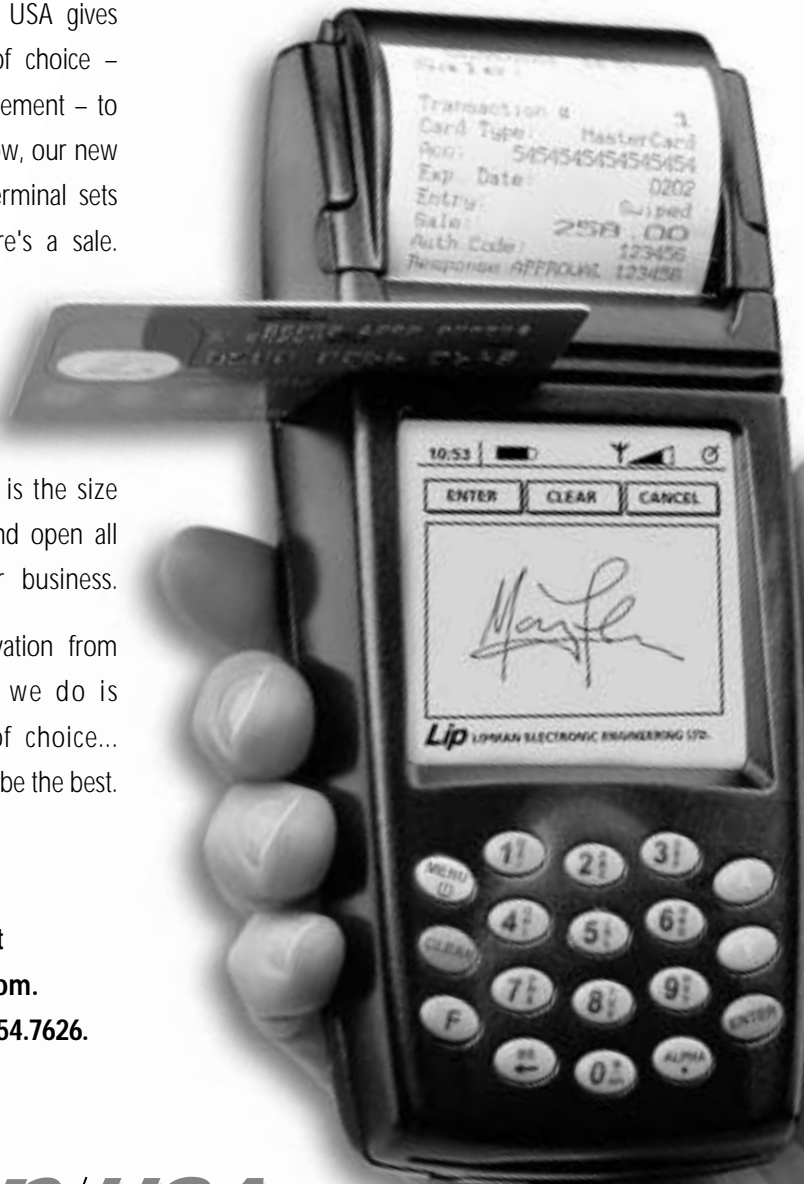 USA gives
of choice –
ement – to
ow, our new
erminal sets
re's a sale.
is the size
nd open all
r business.
vation from
we do is
of choice...
be the best.
t
om.
54.7626.
USA
Transaction # 1
Card Type: MasterCard
Acc: 5454545454545454
Exp. Date: 0202
Entry: Swiped
Sale: 258.00
Auth Code: 123456
Response APPROVAL 123456
10:53
ENTER CLEAR CANCEL
Lip LIPMAN ELECTRONIC ENGINEERING LTD.
MENU 1 2 3
CLEAR 4 5 6
F 7 8 9 ENTER
0 ALPHA